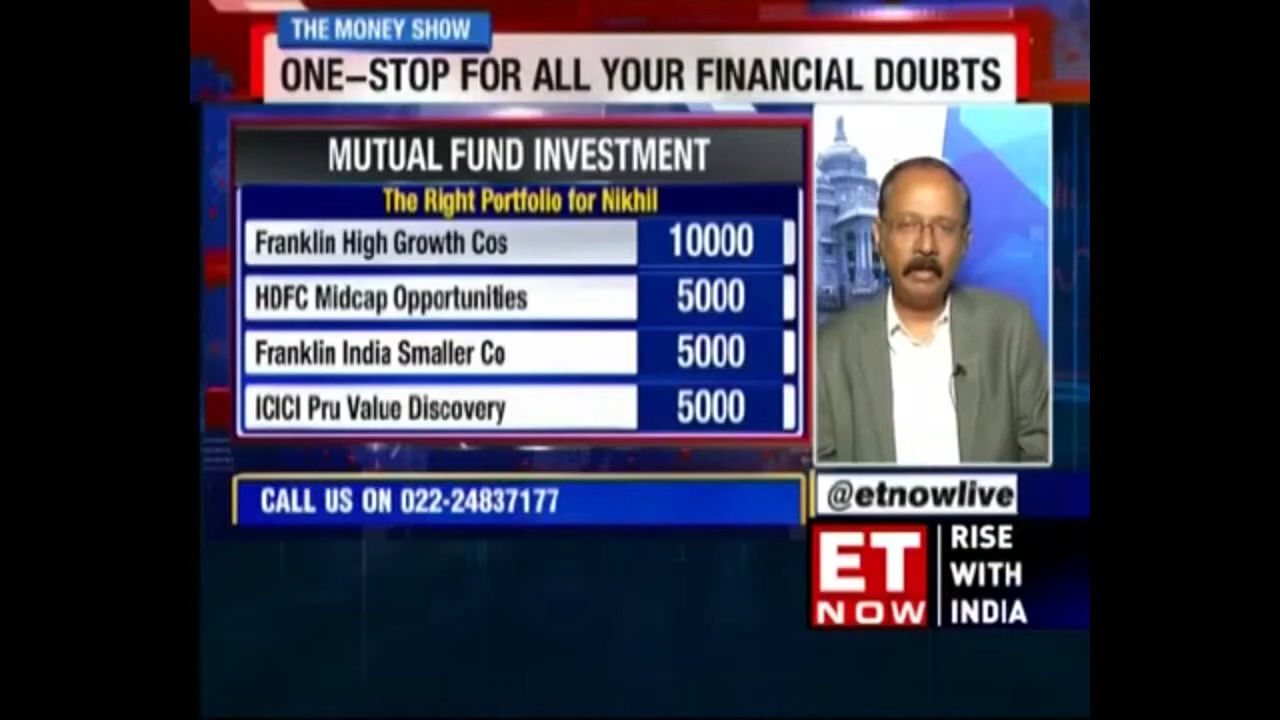 THE MONEY SHOW
ONE-STOP FOR ALL YOUR FINANCIAL DOUBTS
MUTUAL FUND INVESTMENT
The Right Portfolio for Nikhil
Franklin High Growth Cos 10000
HDFC Midcap Opportunities 5000
Franklin India Smaller Co 5000
ICICI Pru Value Discovery 5000
CALL US ON 022-24837177
@etnowlive
ET NOW
RISE
WITH
INDIA